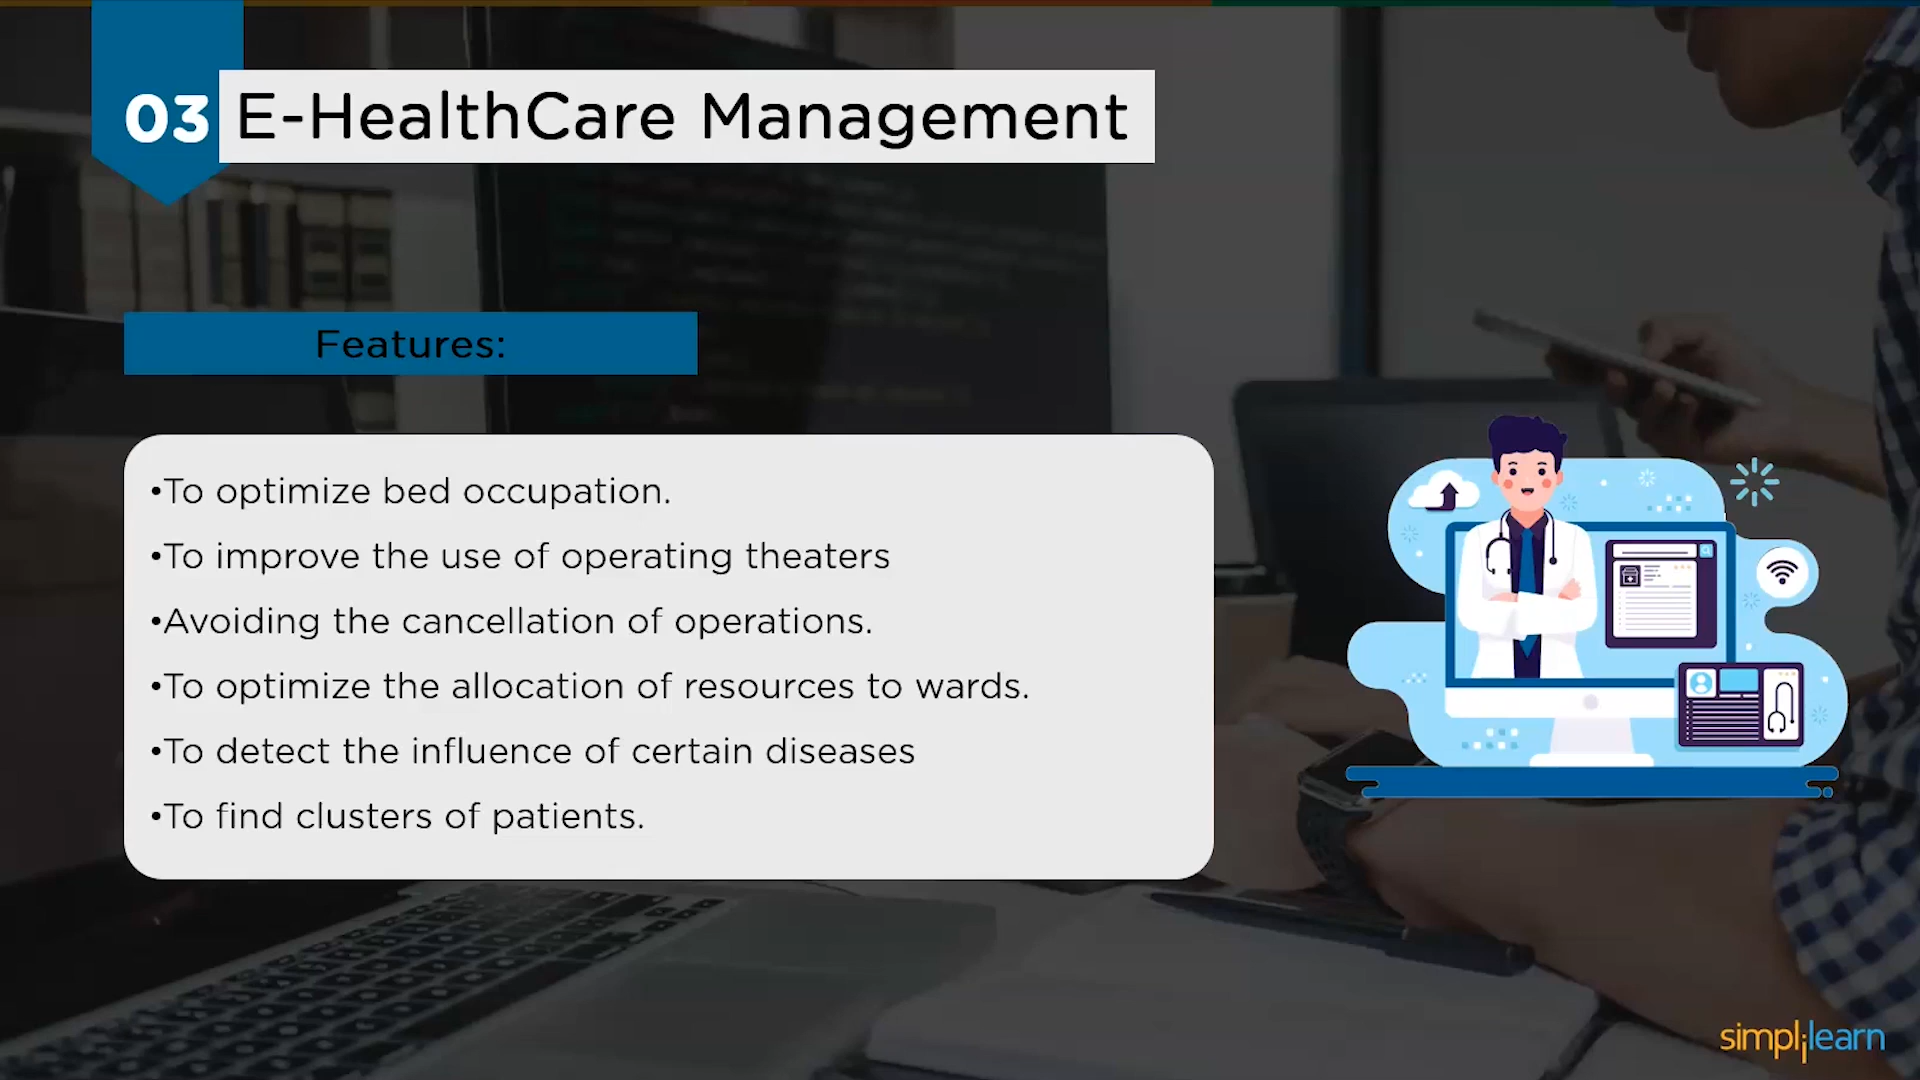 03
E-HealthCare Management
Features:
•To optimize bed occupation.
•To improve the use of operating theaters
•Avoiding the cancellation of operations.
•To optimize the allocation of resources to wards.
•To detect the influence of certain diseases
•To find clusters of patients.
simplilearn